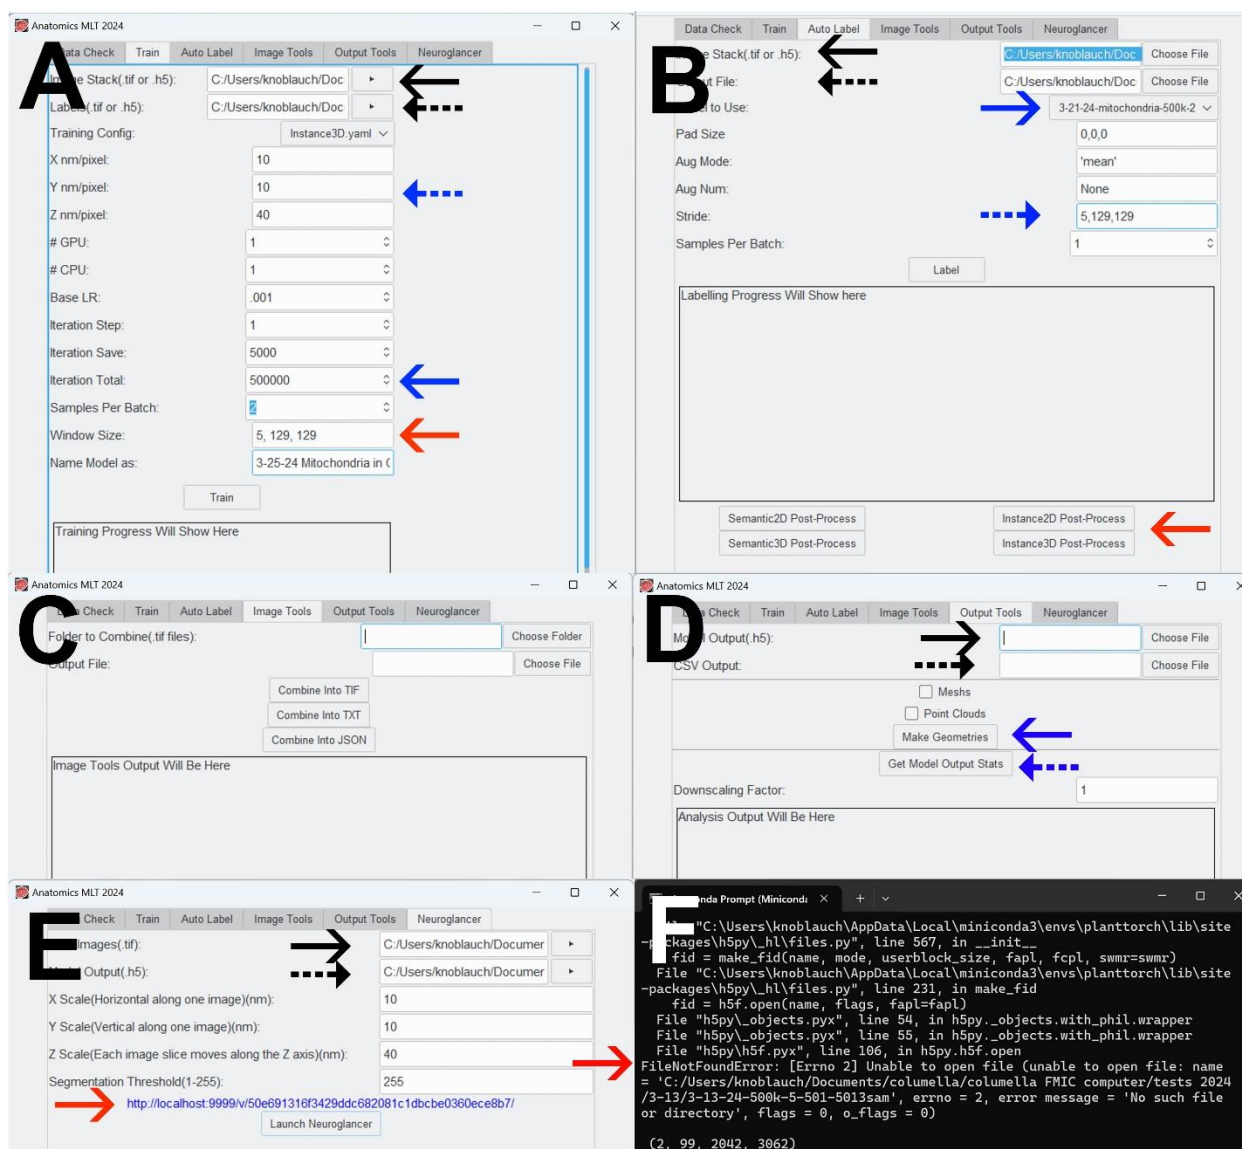 Anatomics MLT 2024
A
Data Check Train Auto Label Image Tools Output Tools Neuroglancer
Image Stack(.tif or .h5): C:/Users/knoblauch/Doc
Labels(.tif or .h5): C:/Users/knoblauch/Doc
Training Config: Instance3D.yaml
X nm/pixel: 10
Y nm/pixel: 10
Z nm/pixel: 40
# GPU: 1
# CPU: 1
Base LR: .001
Iteration Step: 1
Iteration Save: 5000
Iteration Total: 500000
Samples Per Batch: 2
Window Size: 5, 129, 129
Name Model as: 3-25-24 Mitochondria in
Train
Training Progress Will Show Here
B
Data Check Train Auto Label Image Tools Output Tools Neuroglancer
e Stack(.tif or .h5): C:/Users/knoblauch/Doc Choose File
ut File: C:/Users/knoblauch/Doc Choose File
el to Use: 3-21-24-mitochondria-500k-2
Pad Size 0,0,0
Aug Mode: 'mean'
Aug Num: None
Stride: 5,129,129
Samples Per Batch: 1
Label
Labelling Progress Will Show here
Semantic2D Post-Process Instance2D Post-Process
Semantic3D Post-Process Instance3D Post-Process
Anatomics MLT 2024
C
Data Check Train Auto Label Image Tools Output Tools Neuroglancer
Folder to Combine(.tif files): Choose Folder
Output File: Choose File
Combine Into TIF
Combine Into TXT
Combine Into JSON
Image Tools Output Will Be Here
Anatomics MLT 2024
D
Data Check Train Auto Label Image Tools Output Tools Neuroglancer
Model Output(.h5): Choose File
CSV Output: Choose File
Meshs
Point Clouds
Make Geometries
Get Model Output Stats
Downscaling Factor: 1
Analysis Output Will Be Here
Anatomics MLT 2024
E
Check Train Auto Label Image Tools Output Tools Neuroglancer
Images(.tif): C:/Users/knoblauch/Documer
Model Output(.h5): C:/Users/knoblauch/Documer
X Scale(Horizontal along one image)(nm): 10
Y Scale(Vertical along one image)(nm): 10
Z Scale(Each image slice moves along the Z axis)(nm): 40
Segmentation Threshold(1-255): 255
http://localhost:9999/v/50e691316f3429ddc682081c1dbcbe0360ece8b7/
Launch Neuroglancer
F
onda Prompt (Minicond
"C:\Users\knoblauch\AppData\Local\miniconda3\envs\planttorch\lib\site
-packages\h5py\_hl\files.py", line 567, in __init__
fid = make_fid(name, mode, userblock_size, fapl, fcpl, swmr=swmr)
File "C:\Users\knoblauch\AppData\Local\miniconda3\envs\planttorch\lib\site
-packages\h5py\_hl\files.py", line 231, in make_fid
fid = h5f.open(name, flags, fapl=fapl)
File "h5py\_objects.pyx", line 54, in h5py._objects.with_phil.wrapper
File "h5py\_objects.pyx", line 55, in h5py._objects.with_phil.wrapper
File "h5py\h5f.pyx", line 106, in h5py.h5f.open
FileNotFoundError: [Errno 2] Unable to open file (unable to open file: name
= 'C:/Users/knoblauch/Documents/columella/columella FMIC computer/tests 2024
/3-13/3-13-24-500k-5-501-5013sam', errno = 2, error message = 'No such file
or directory', flags = 0, o_flags = 0)
(2, 99, 2042, 3062)